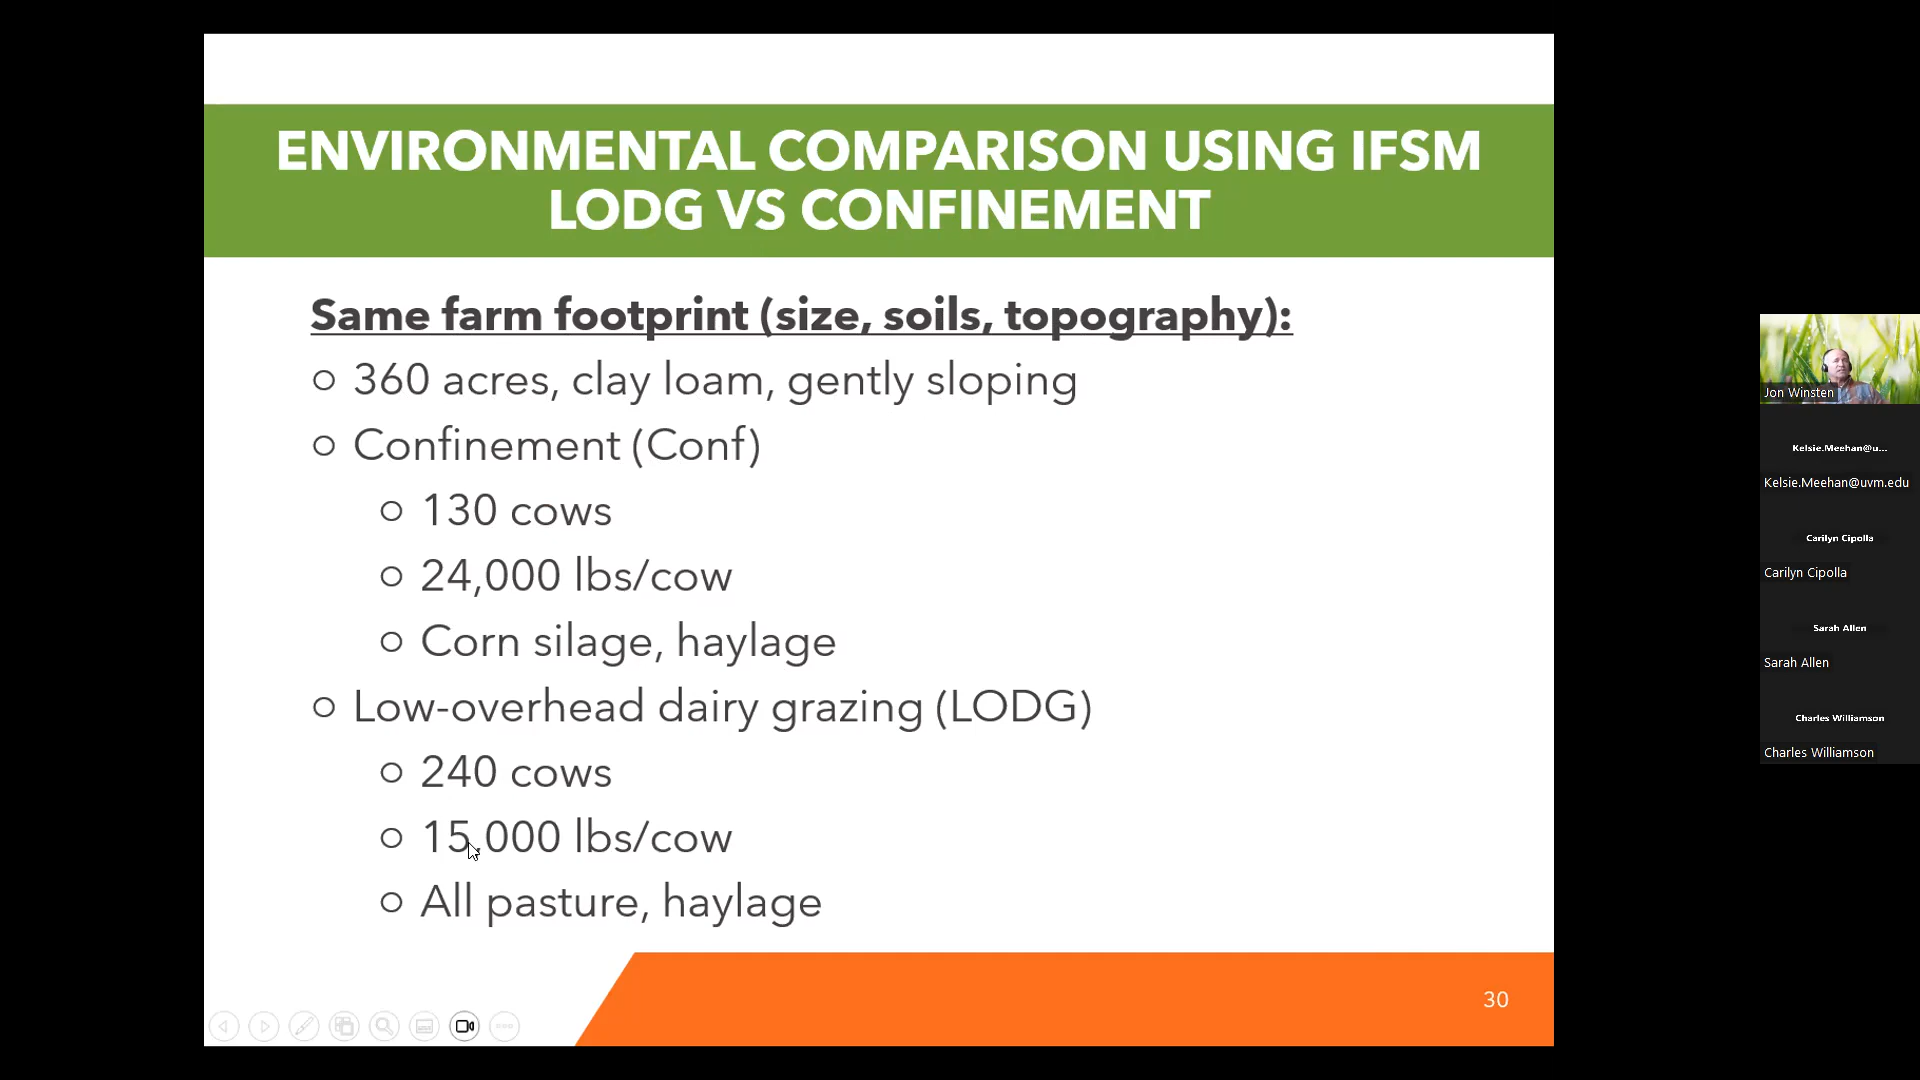 ENVIRONMENTAL COMPARISON USING IFSM
LODG VS CONFINEMENT
Same farm footprint (size, soils, topography):
360 acres, clay loam, gently sloping
Confinement (Conf)
130 cows
24,000 lbs/cow
Corn silage, haylage
Low-overhead dairy grazing (LODG)
240 cows
15,000 lbs/cow
All pasture, haylage
30
Jon Winsten
Kelsie.Meehan@u...
Kelsie.Meehan@uvm.edu
Carilyn Cipolla
Carilyn Cipolla
Sarah Allen
Sarah Allen
Charles Williamson
Charles Williamson